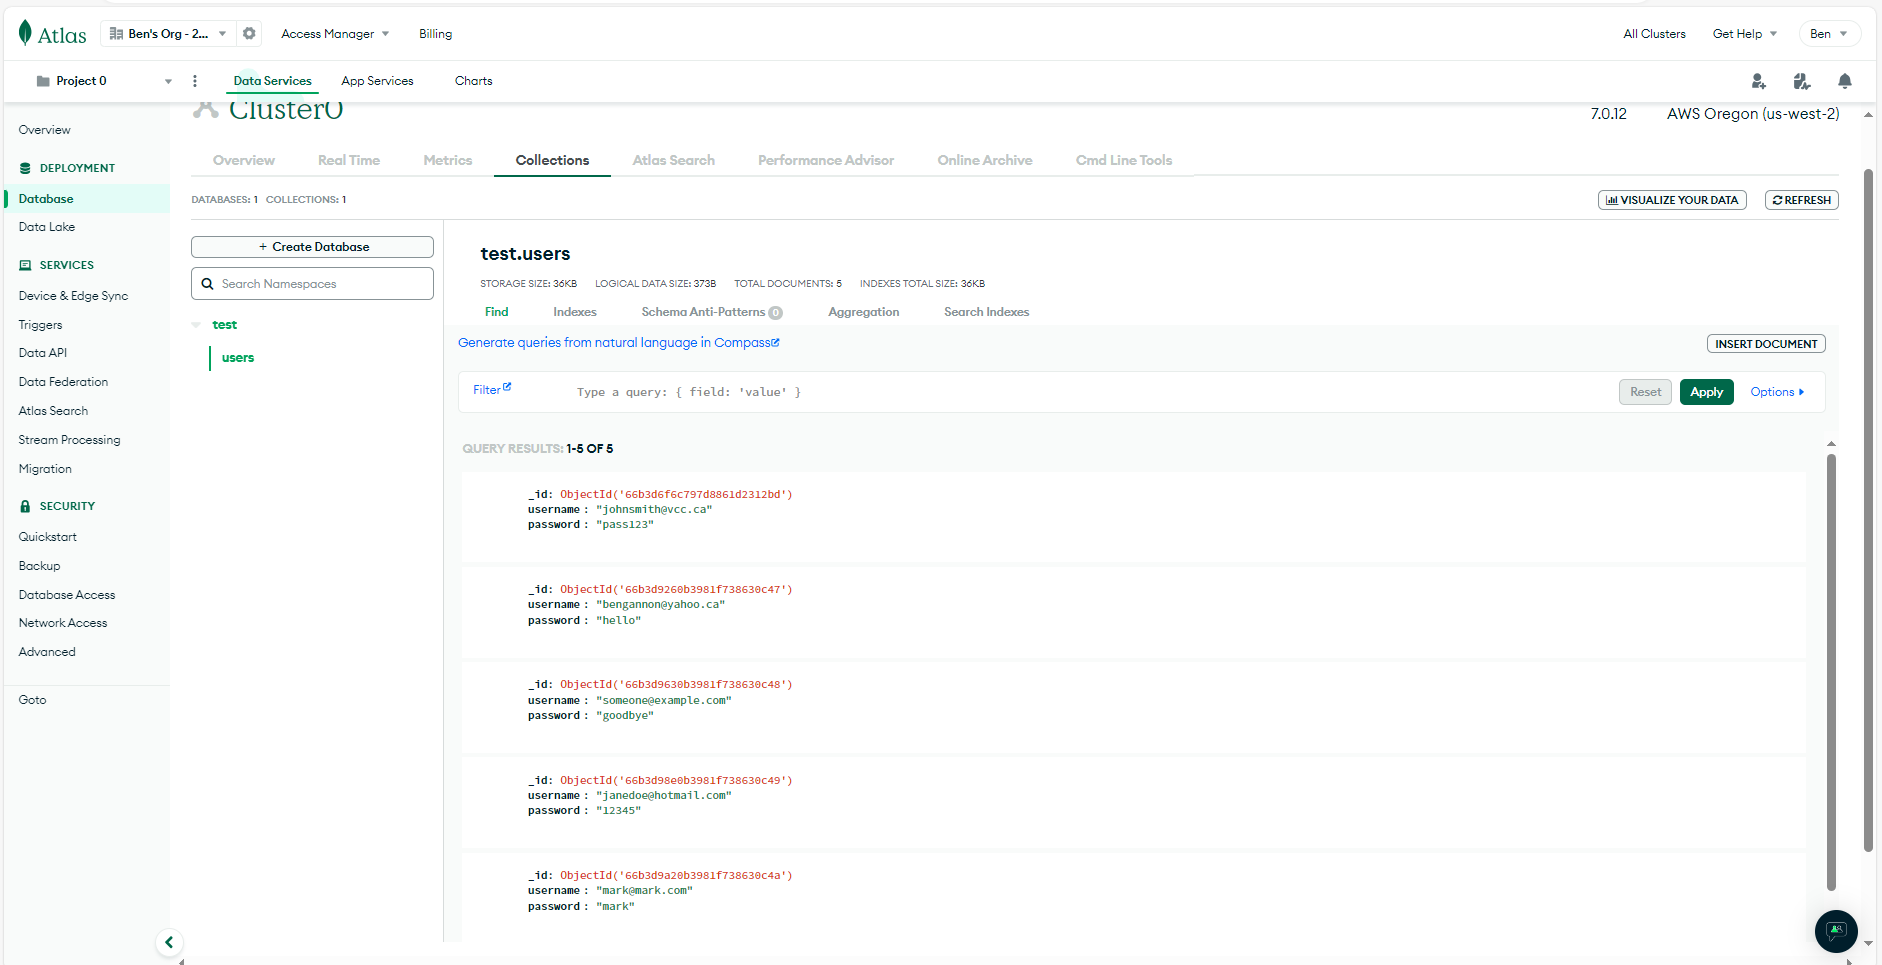 Atlas
Ben's Org - 2...
Access Manager
Billing
All Clusters
Get Help
Ben
Project 0
Data Services
App Services
Charts
Cluster0
7.0.12
AWS Oregon (us-west-2)
Overview
DEPLOYMENT
Database
Data Lake
SERVICES
Device & Edge Sync
Triggers
Data API
Data Federation
Atlas Search
Stream Processing
Migration
SECURITY
Quickstart
Backup
Database Access
Network Access
Advanced
Goto
Overview
Real Time
Metrics
Collections
Atlas Search
Performance Advisor
Online Archive
Cmd Line Tools
DATABASES: 1 COLLECTIONS: 1
VISUALIZE YOUR DATA
REFRESH
+ Create Database
Search Namespaces
test
users
test.users
STORAGE SIZE: 36KB LOGICAL DATA SIZE: 373B TOTAL DOCUMENTS: 5 INDEXES TOTAL SIZE: 36KB
Find
Indexes
Schema Anti-Patterns 0
Aggregation
Search Indexes
Generate queries from natural language in Compass
INSERT DOCUMENT
Filter
Type a query: { field: 'value' }
Reset
Apply
Options
QUERY RESULTS: 1-5 OF 5
_id: ObjectId('66b3d6f6c797d8861d2312bd')
username : "johnsmith@vcc.ca"
password : "pass123"
_id: ObjectId('66b3d9260b3981f738630c47')
username : "bengannon@yahoo.ca"
password : "hello"
_id: ObjectId('66b3d9630b3981f738630c48')
username : "someone@example.com"
password : "goodbye"
_id: ObjectId('66b3d98e0b3981f738630c49')
username : "janedoe@hotmail.com"
password : "12345"
_id: ObjectId('66b3d9a20b3981f738630c4a')
username : "mark@mark.com"
password : "mark"